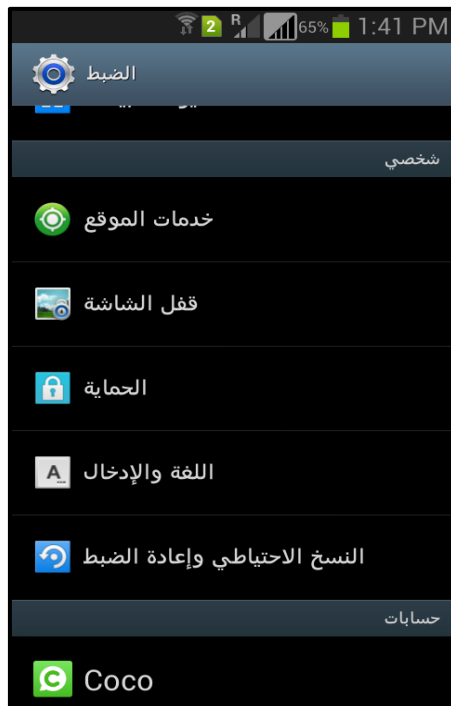 2 R 65% 1:41 PM
الضبط
شخصي
خدمات الموقع
قفل الشاشة
الحماية
A
اللغة والإدخال
النسخ الاحتياطي وإعادة الضبط
حسابات
Coco